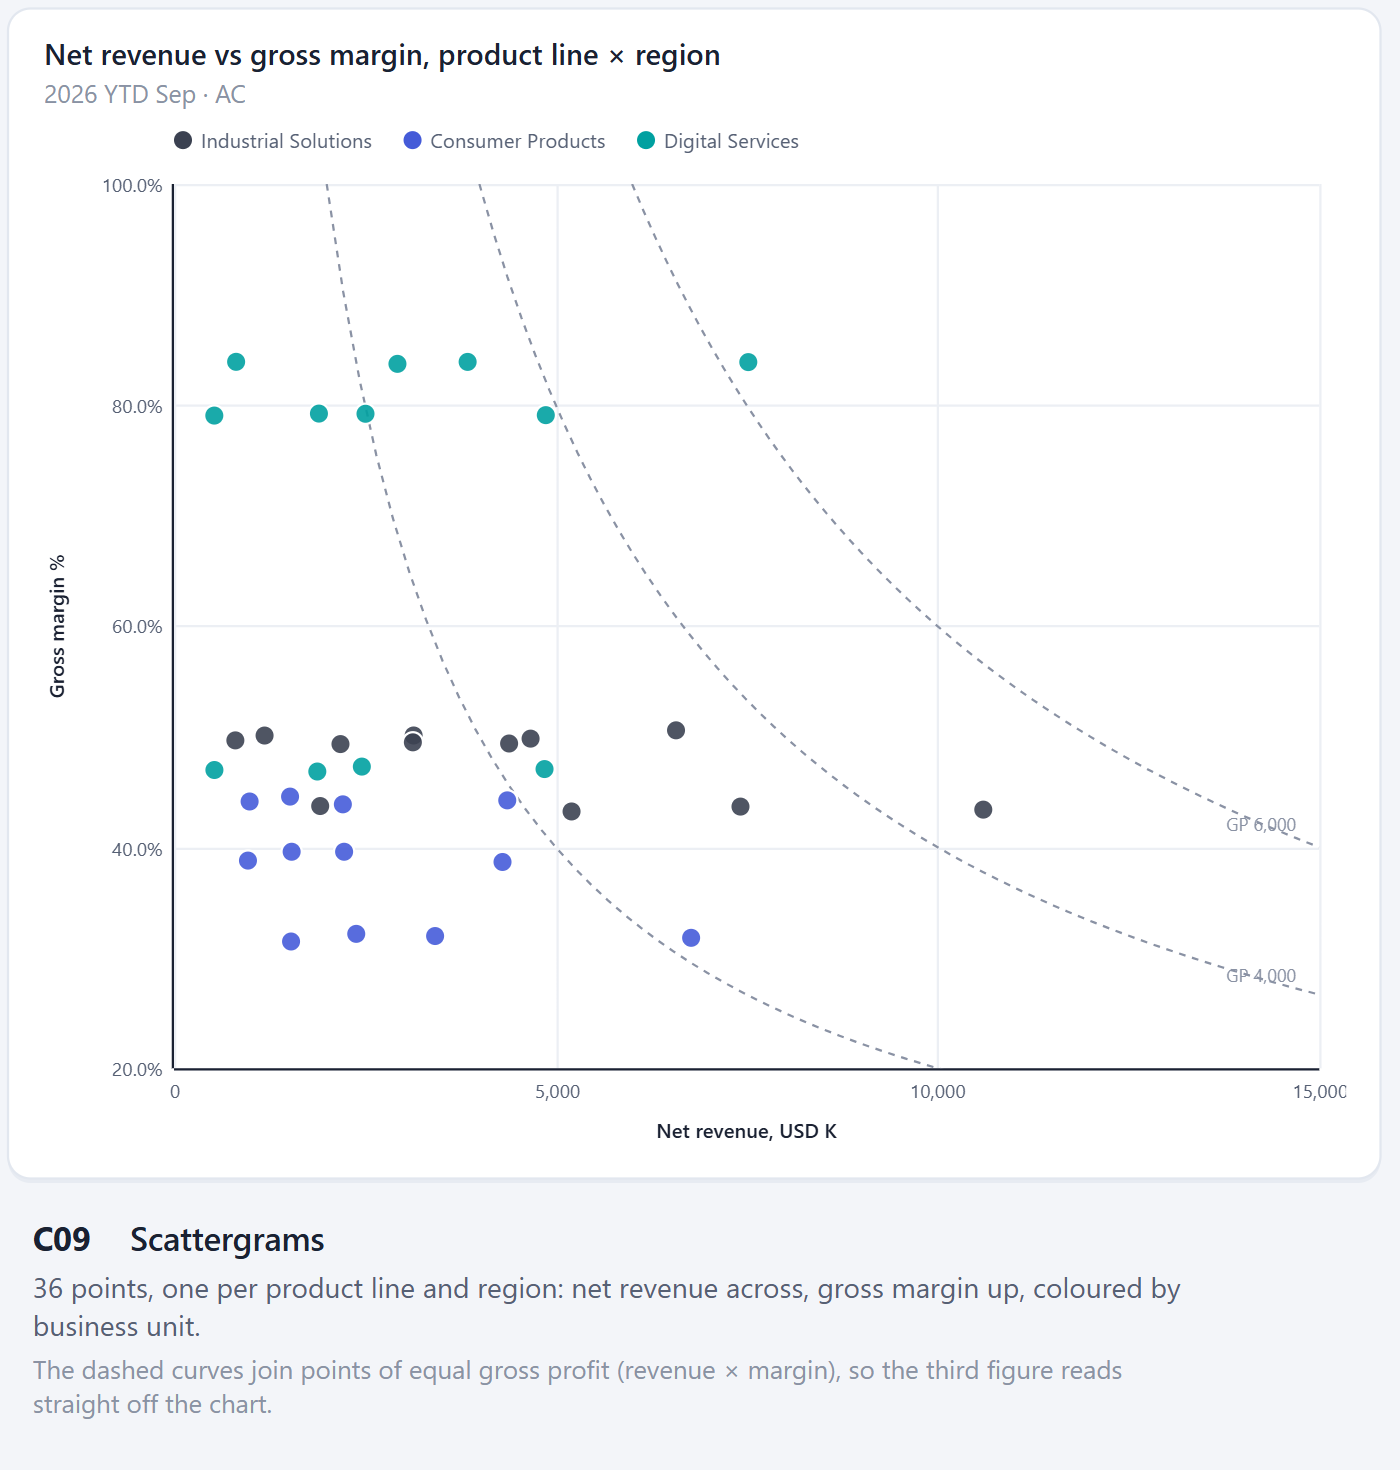 Net revenue vs gross margin, product line × region
2026 YTD Sep · AC
Industrial Solutions
Consumer Products
Digital Services
100.0%
80.0%
60.0%
40.0%
20.0%
Gross margin %
GP 6,000
GP 4,000
0
5,000
10,000
15,000
Net revenue, USD K
C09 Scattergrams
36 points, one per product line and region: net revenue across, gross margin up, coloured by
business unit.
The dashed curves join points of equal gross profit (revenue × margin), so the third figure reads
straight off the chart.